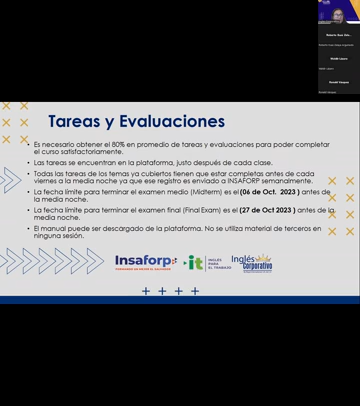 Tareas y Evaluaciones
• Es necesario obtener el 80% en promedio de tareas y evaluaciones para poder completar
el curso satisfactoriamente.
• Las tareas se encuentran en la plataforma, justo después de cada clase.
• Todas las tareas de los temas ya cubiertos tienen que estar completas antes de cada
viernes a la media noche ya que ese registro es enviado a INSAFORP semanalmente.
• La fecha límite para terminar el examen medio (Midterm) es el (06 de Oct. 2023 ) antes de
la media noche.
• La fecha límite para terminar el examen final (Final Exam) es el (27 de Oct 2023 ) antes de la
media noche.
• El manual puede ser descargado de la plataforma. No se utiliza material de terceros en
ninguna sesión.
Insaforp
it
INGLÉS
PARA
EL TRABAJO
Inglés
Corporativo